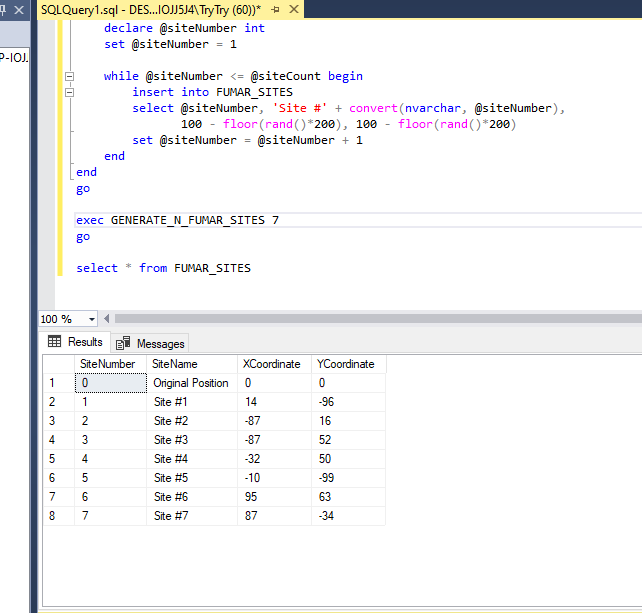 SQLQuery1.sql - DES...IOJJ5J4\TryTry (60))*
P-IOJ.
declare @siteNumber int
set @siteNumber = 1
while @siteNumber <= @siteCount begin
insert into FUMAR_SITES
select @siteNumber, 'Site #' + convert(nvarchar, @siteNumber),
100 - floor(rand()*200), 100 - floor(rand()*200)
set @siteNumber = @siteNumber + 1
end
end
go
exec GENERATE_N_FUMAR_SITES 7
go
select * from FUMAR_SITES
100 %
Results Messages
SiteNumber SiteName XCoordinate YCoordinate
1 0 Original Position 0 0
2 1 Site #1 14 -96
3 2 Site #2 -87 16
4 3 Site #3 -87 52
5 4 Site #4 -32 50
6 5 Site #5 -10 -99
7 6 Site #6 95 63
8 7 Site #7 87 -34